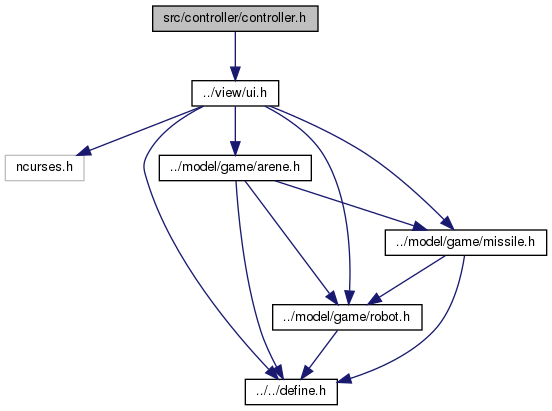 src/controller/controller.h
../view/ui.h
ncurses.h
../model/game/arene.h
../model/game/missile.h
../model/game/robot.h
../../define.h